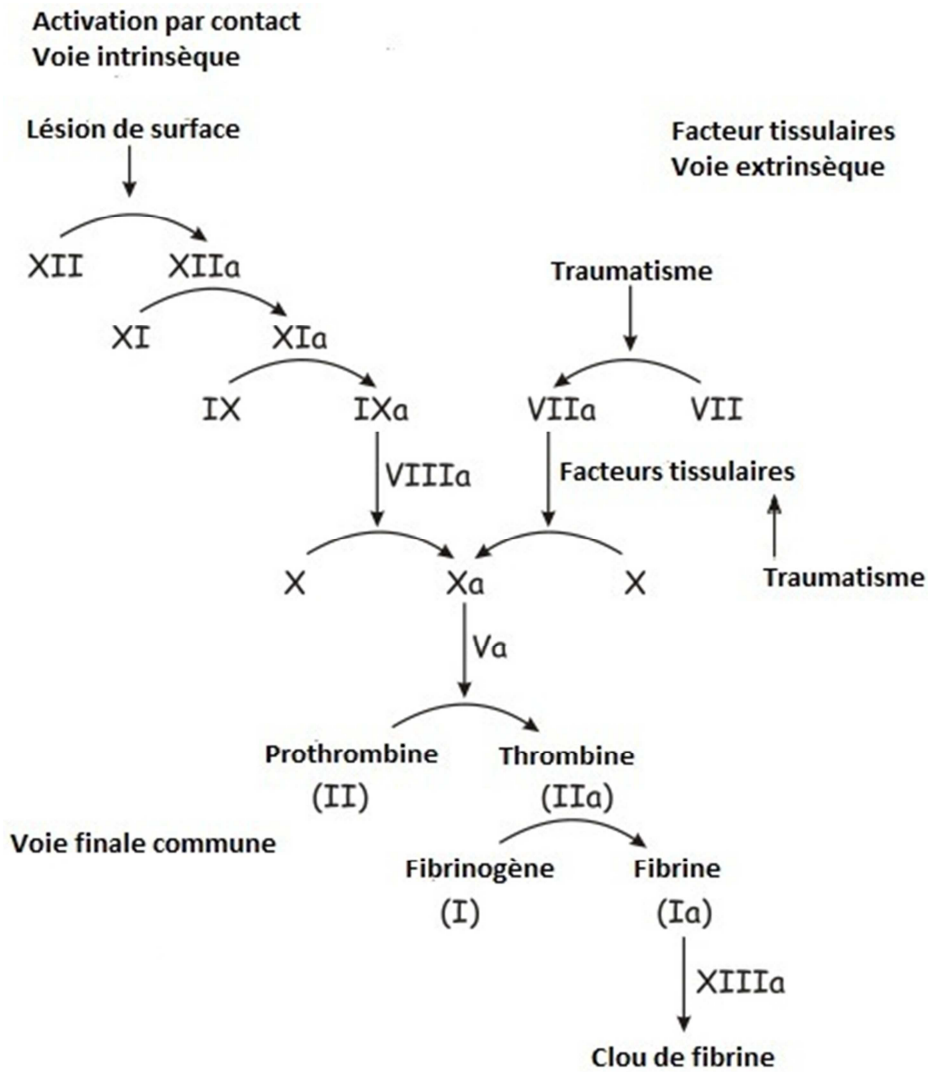 Activation par contact
Voie intrinsèque
Lésion de surface
Facteur tissulaires
Voie extrinsèque
XII XIIa
Traumatisme
XI XIa
IX IXa VIIa VII
VIIIa Facteurs tissulaires
X Xa X Traumatisme
Va
Prothrombine Thrombine
(II) (IIa)
Voie finale commune
Fibrinogène Fibrine
(I) (Ia)
XIIIa
Clou de fibrine